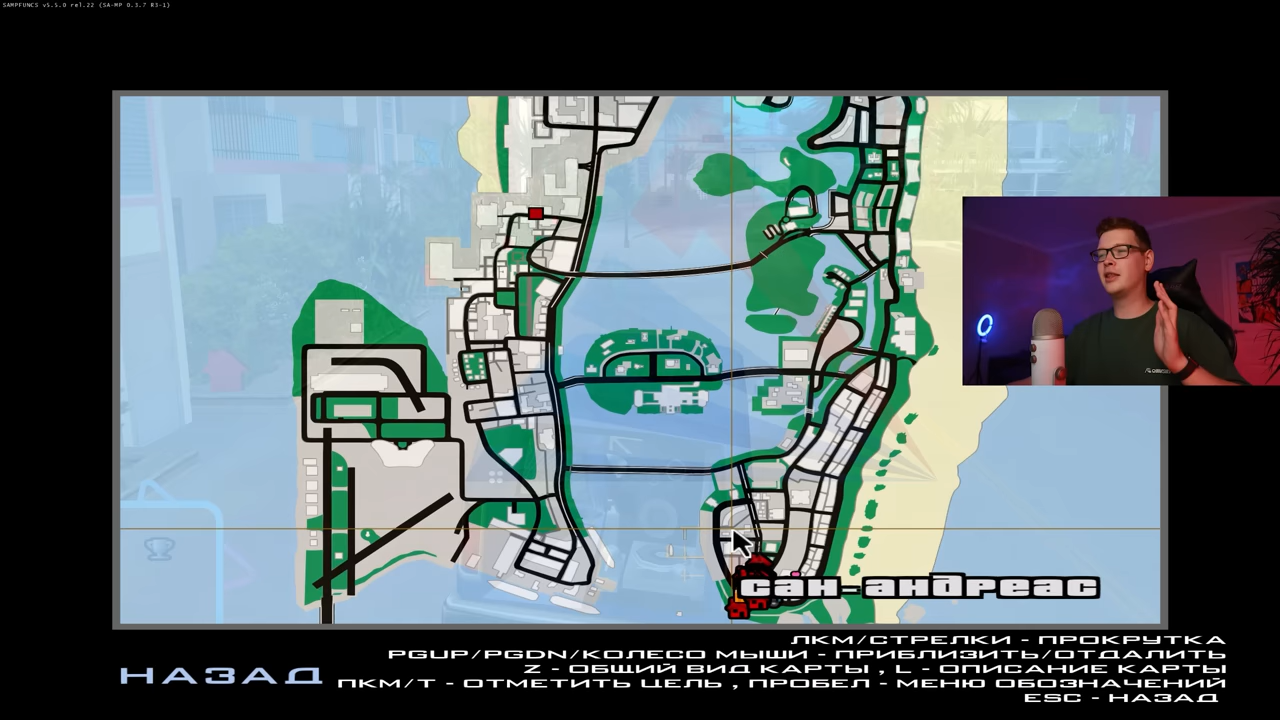 SAMPFUNCS v5.5.0 rel.22 (SA-MP 0.3.7 R3-1)
сан-андреас
ЛКМ/СТРЕЛКИ - ПРОКРУТКА
PGUP/PGDN/КОЛЕСО МЫШИ - ПРИБЛИЗИТЬ/ОТДАЛИТЬ
Z - ОБЩИЙ ВИД КАРТЫ , L - ОПИСАНИЕ КАРТЫ
НАЗАД
ПКМ/T - ОТМЕТИТЬ ЦЕЛЬ , ПРОБЕЛ - МЕНЮ ОБОЗНАЧЕНИЙ
ESC - НАЗАД